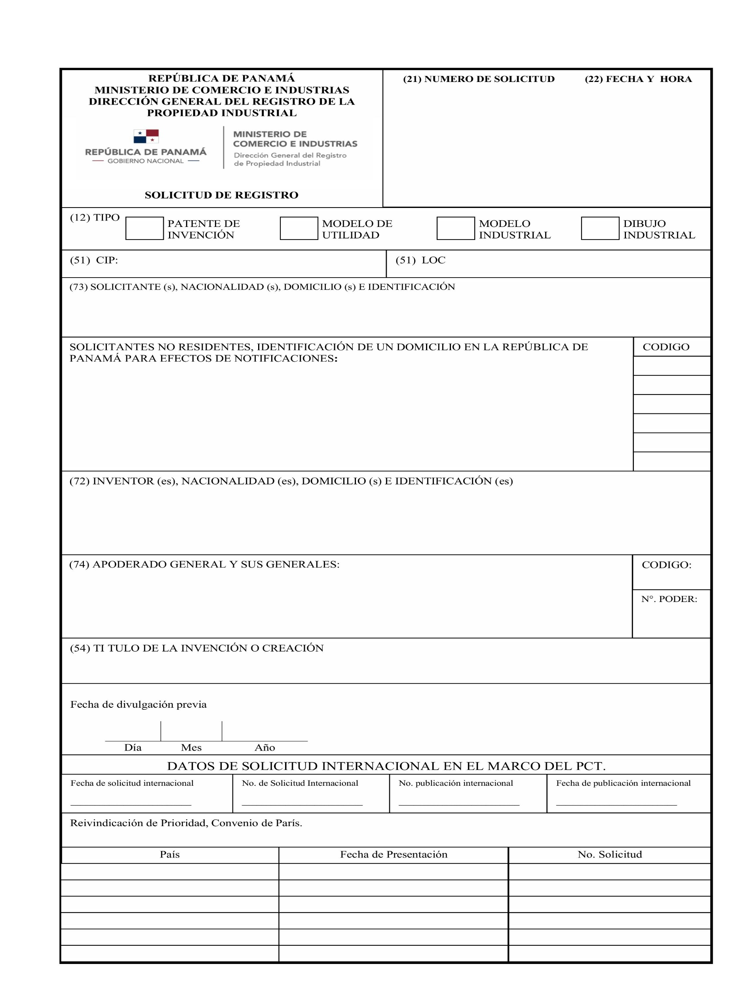 REPÚBLICA DE PANAMÁ
MINISTERIO DE COMERCIO E INDUSTRIAS
DIRECCIÓN GENERAL DEL REGISTRO DE LA
PROPIEDAD INDUSTRIAL
REPÚBLICA DE PANAMÁ
GOBIERNO NACIONAL
MINISTERIO DE
COMERCIO E INDUSTRIAS
Dirección General del Registro
de Propiedad Industrial
SOLICITUD DE REGISTRO
(21) NUMERO DE SOLICITUD
(22) FECHA Y HORA
(12) TIPO
PATENTE DE
INVENCIÓN
MODELO DE
UTILIDAD
MODELO
INDUSTRIAL
DIBUJO
INDUSTRIAL
(51) CIP:
(51) LOC
(73) SOLICITANTE (s), NACIONALIDAD (s), DOMICILIO (s) E IDENTIFICACIÓN
SOLICITANTES NO RESIDENTES, IDENTIFICACIÓN DE UN DOMICILIO EN LA REPÚBLICA DE
PANAMÁ PARA EFECTOS DE NOTIFICACIONES:
CODIGO
(72) INVENTOR (es), NACIONALIDAD (es), DOMICILIO (s) E IDENTIFICACIÓN (es)
(74) APODERADO GENERAL Y SUS GENERALES:
CODIGO:
N°. PODER:
(54) TI TULO DE LA INVENCIÓN O CREACIÓN
Fecha de divulgación previa
Día Mes Año
DATOS DE SOLICITUD INTERNACIONAL EN EL MARCO DEL PCT.
Fecha de solicitud internacional
No. de Solicitud Internacional
No. publicación internacional
Fecha de publicación internacional
Reivindicación de Prioridad, Convenio de París.
País
Fecha de Presentación
No. Solicitud